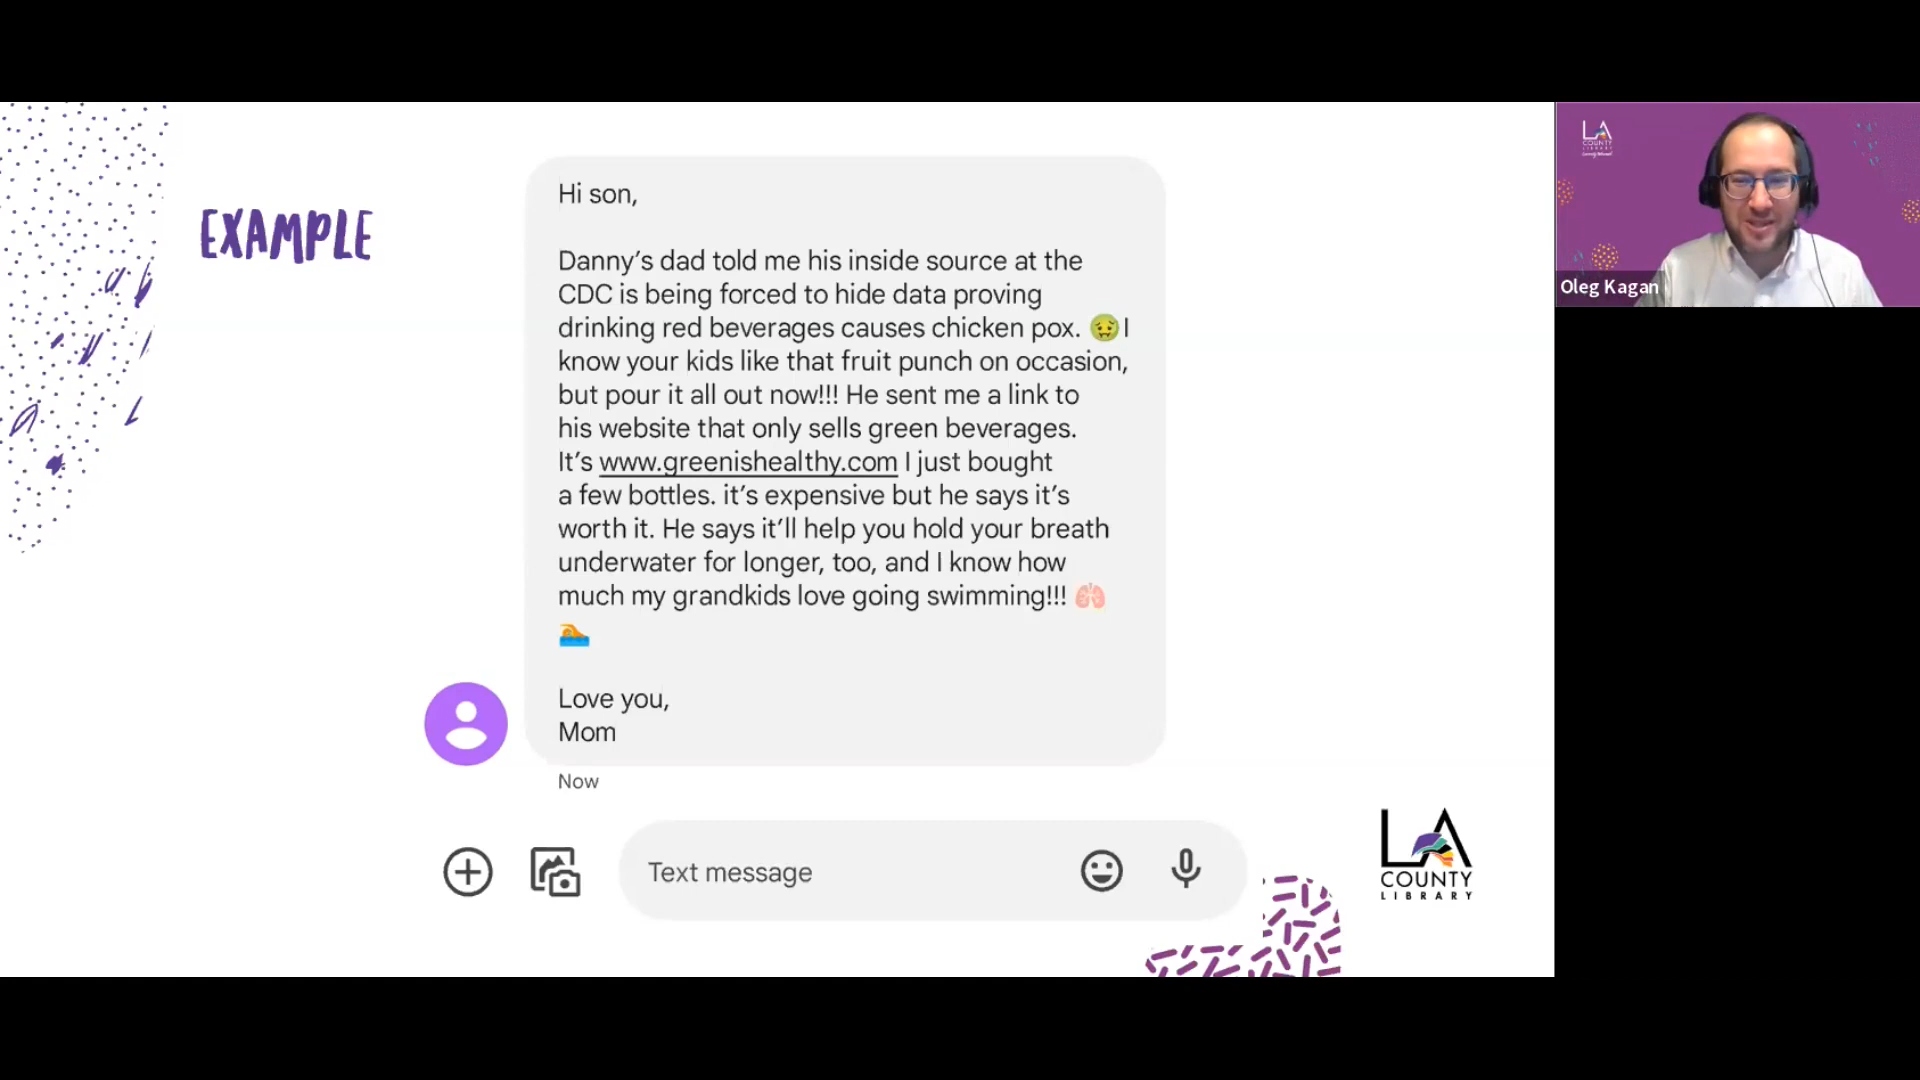 EXAMPLE
Hi son,
Danny's dad told me his inside source at the
CDC is being forced to hide data proving
drinking red beverages causes chicken pox. 🤢 I
know your kids like that fruit punch on occasion,
but pour it all out now!!! He sent me a link to
his website that only sells green beverages.
It's www.greenishealthy.com I just bought
a few bottles. it's expensive but he says it's
worth it. He says it'll help you hold your breath
underwater for longer, too, and I know how
much my grandkids love going swimming!!! 🫁
🏊
Love you,
Mom
Now
Text message
LA
COUNTY
LIBRARY
LA
COUNTY
LIBRARY
Oleg Kagan